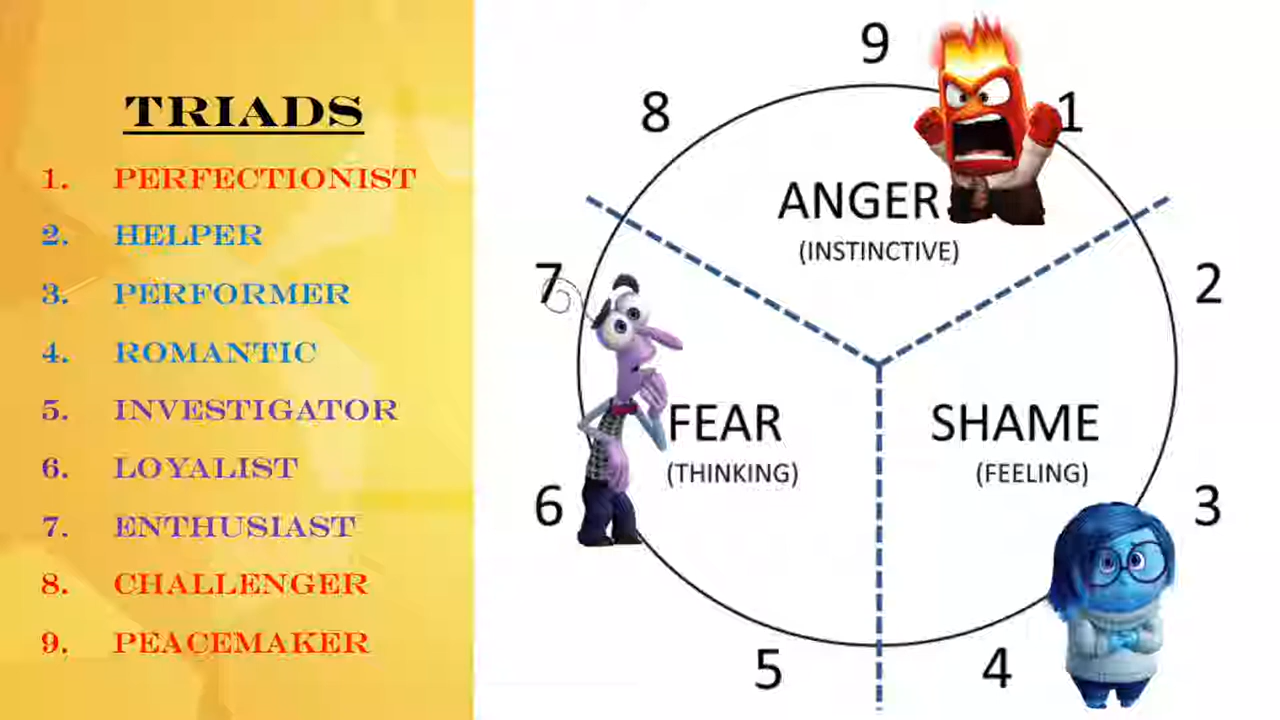 TRIADS
1. PERFECTIONIST
2. HELPER
3. PERFORMER
4. ROMANTIC
5. INVESTIGATOR
6. LOYALIST
7. ENTHUSIAST
8. CHALLENGER
9. PEACEMAKER
9
8
1
ANGER
(INSTINCTIVE)
7
2
FEAR
(THINKING)
SHAME
(FEELING)
6
3
5
4